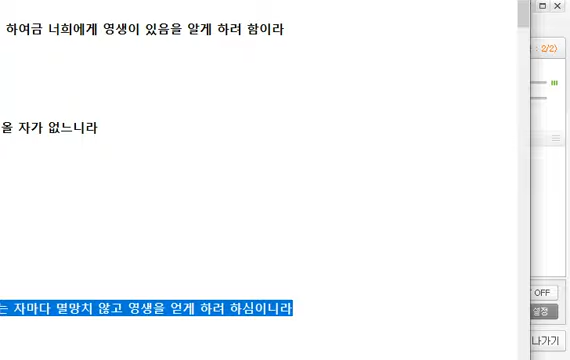 하여금 너희에게 영생이 있음을 알게 하려 함이라
: 2/2)
올 자가 없느니라
는 자마다 멸망치 않고 영생을 얻게 하려 하심이니라
OFF
설정
나가기